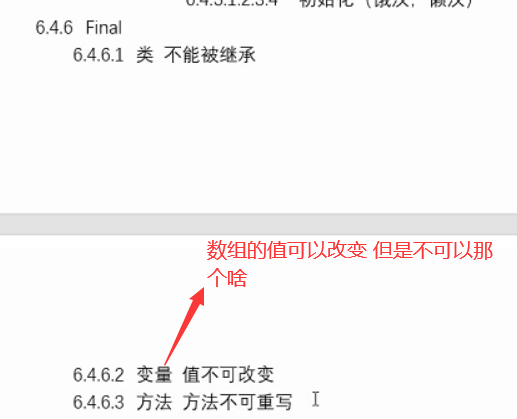 6.4.5.1.2.3.4 初始化（饿汉，懒汉）
6.4.6 Final
6.4.6.1 类 不能被继承
数组的值可以改变 但是不可以那
个啥
6.4.6.2 变量 值不可改变
6.4.6.3 方法 方法不可重写